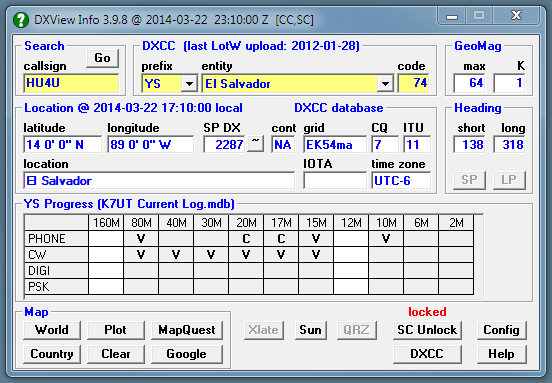 DXView Info 3.9.8 @ 2014-03-22 23:10:00 Z [CC,SC]
Search
callsign
Go
HU4U
DXCC (last LotW upload: 2012-01-28)
prefix entity code
YS El Salvador 74
GeoMag
max K
64 1
Location @ 2014-03-22 17:10:00 local DXCC database
latitude longitude SP DX cont grid CQ ITU
14 0' 0" N 89 0' 0" W 2287 ~ NA EK54ma 7 11
location IOTA time zone
El Salvador UTC-6
Heading
short long
138 318
SP LP
YS Progress (K7UT Current Log.mdb)
160M 80M 40M 30M 20M 17M 15M 12M 10M 6M 2M
PHONE V C C V V
CW V V V V V V
DIGI
PSK
Map
World Plot MapQuest
Country Clear Google
Xlate Sun QRZ
locked
SC Unlock Config
DXCC Help